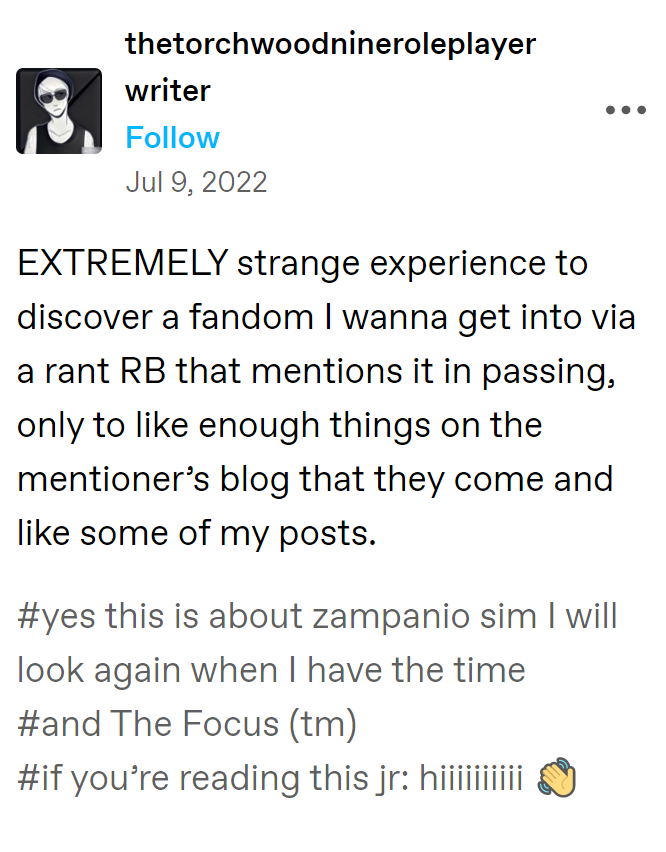 thetorchwoodnineroleplayer
writer
Follow
Jul 9, 2022
EXTREMELY strange experience to
discover a fandom I wanna get into via
a rant RB that mentions it in passing,
only to like enough things on the
mentioner’s blog that they come and
like some of my posts.
#yes this is about zampanio sim I will
look again when I have the time
#and The Focus (tm)
#if you’re reading this jr: hiiiiiiiiii 👋